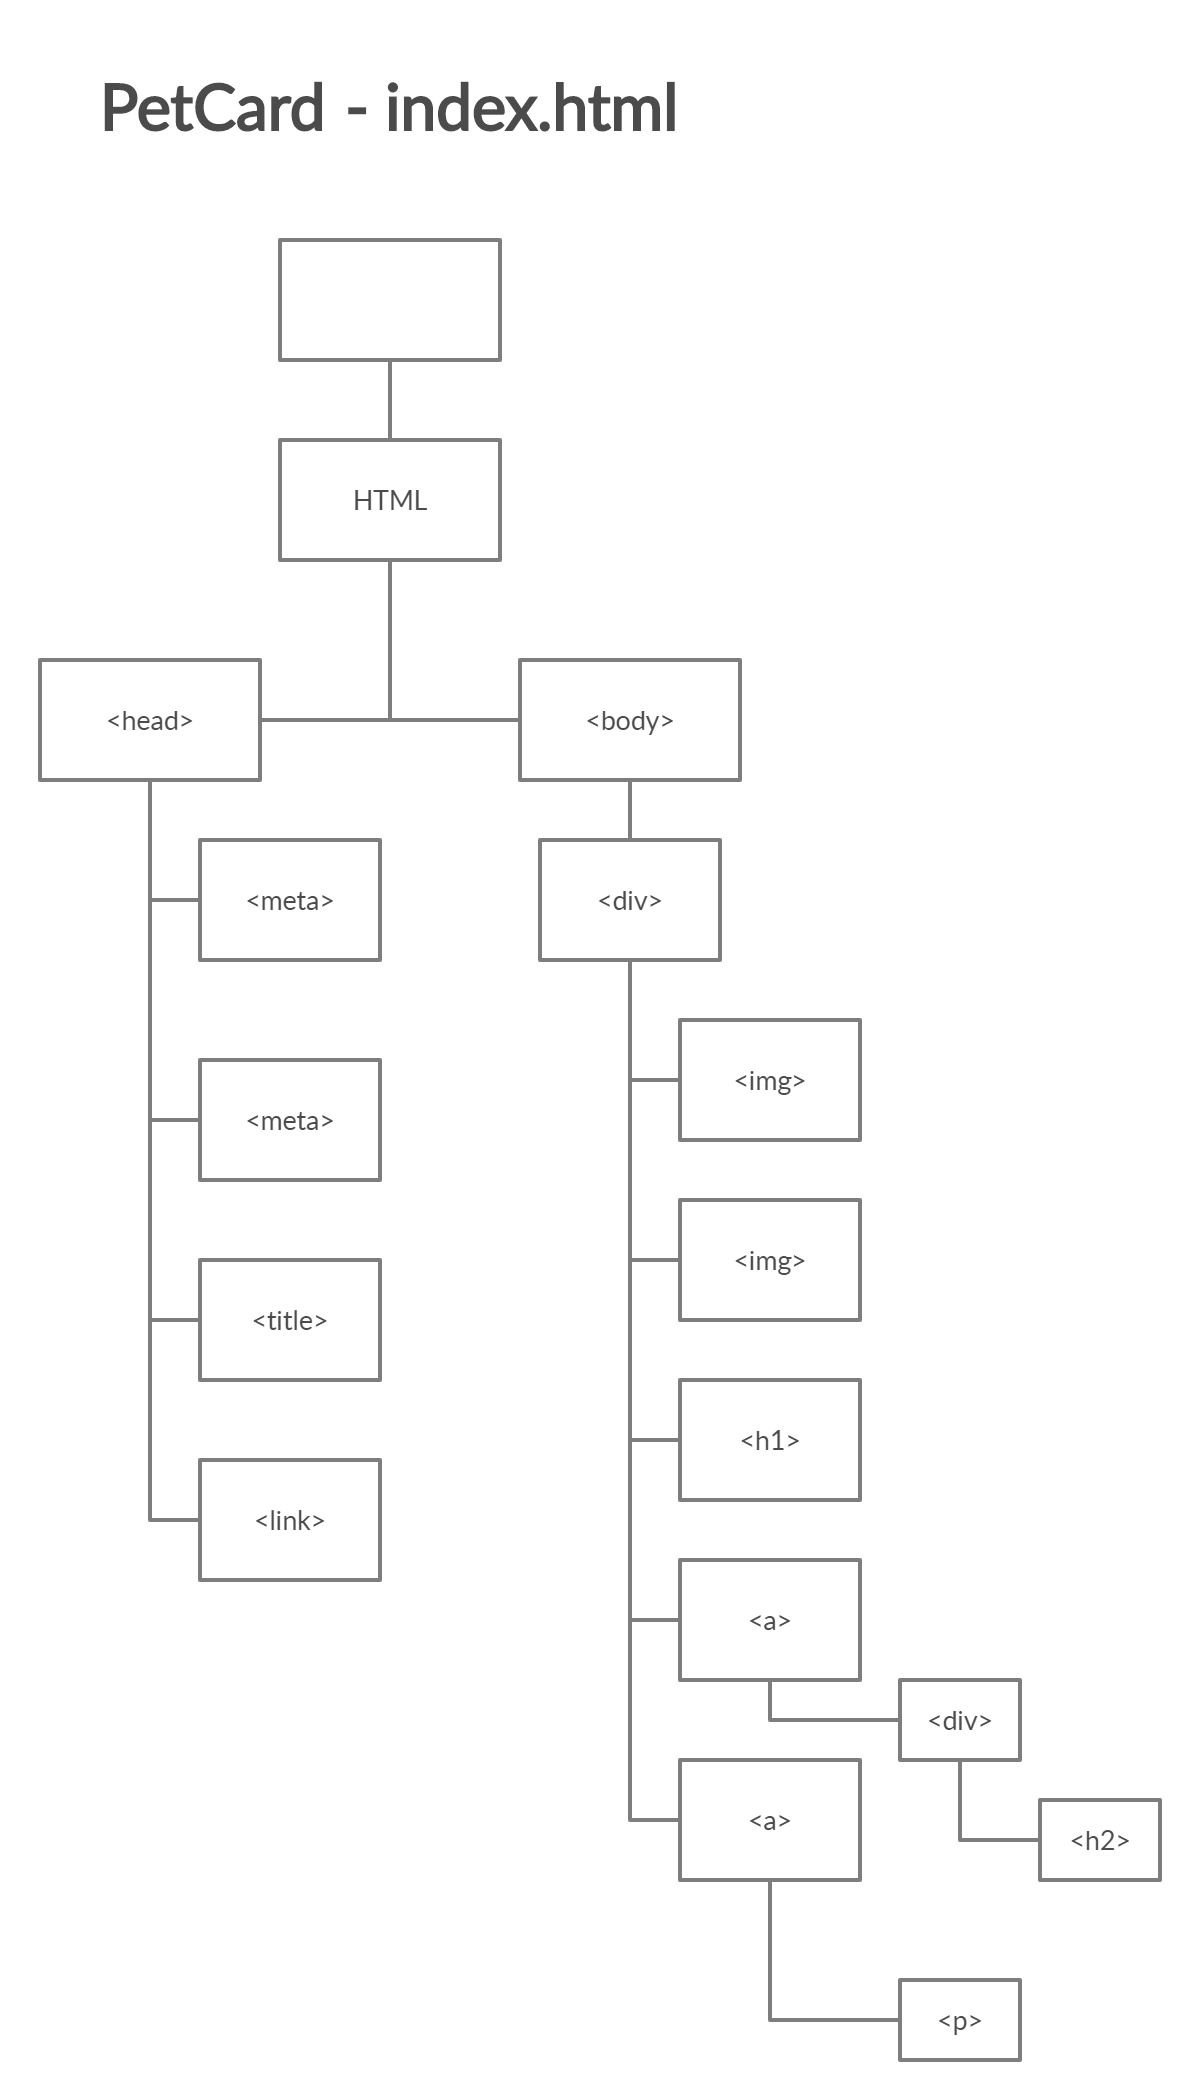 PetCard - index.html
HTML
<head>
<body>
<meta>
<div>
<meta>
<img>
<title>
<img>
<link>
<h1>
<a>
<div>
<a>
<h2>
<p>